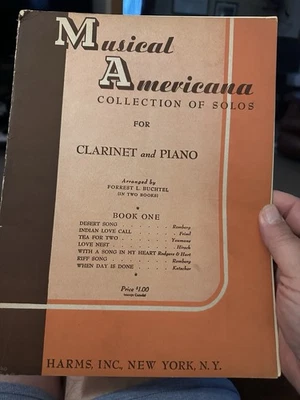 Musical
Americana
COLLECTION OF SOLOS
FOR
CLARINET and PIANO
Arranged by
FORREST L. BUCHTEL
(IN TWO BOOKS)
BOOK ONE
DESERT SONG . . . . . . Romberg
INDIAN LOVE CALL . . . . . Friml
TEA FOR TWO . . . . . . Youmans
LOVE NEST . . . . . . . Hirsch
WITH A SONG IN MY HEART Rodgers & Hart
RIFF SONG . . . . . . . Romberg
WHEN DAY IS DONE . . . . Katscher
Price $1.00
HARMS, INC., NEW YORK, N.Y.